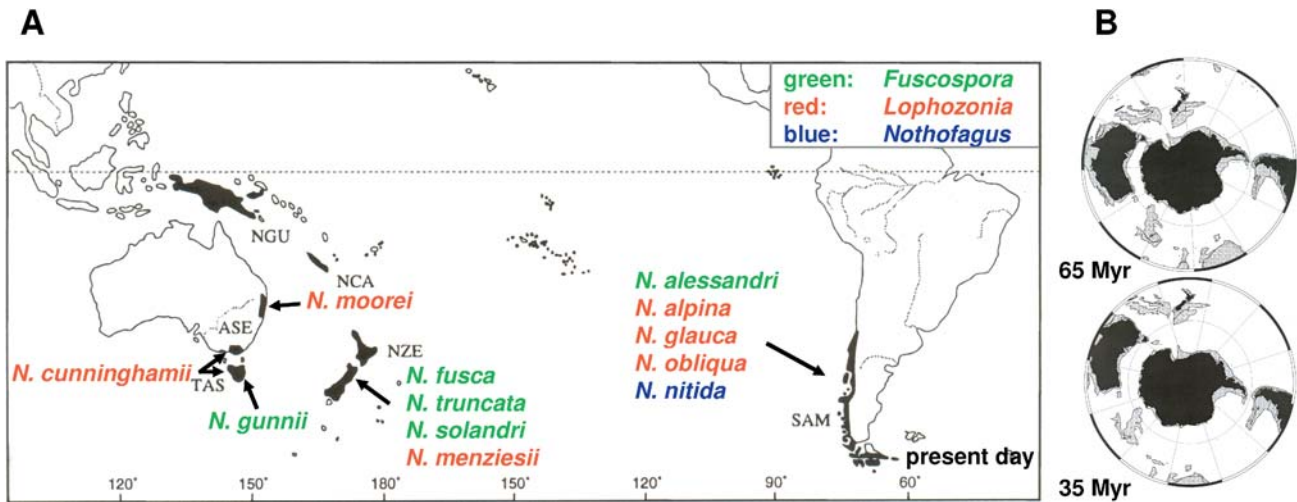 A
B
green: Fuscospora
red: Lophozonia
blue: Nothofagus
NGU
NCA
N. moorei
ASE
N. cunninghamii
TAS
N. gunnii
NZE
N. fusca
N. truncata
N. solandri
N. menziesii
N. alessandri
N. alpina
N. glauca
N. obliqua
N. nitida
SAM
present day
120° 150° 180° 150° 120° 90° 60°
65 Myr
35 Myr